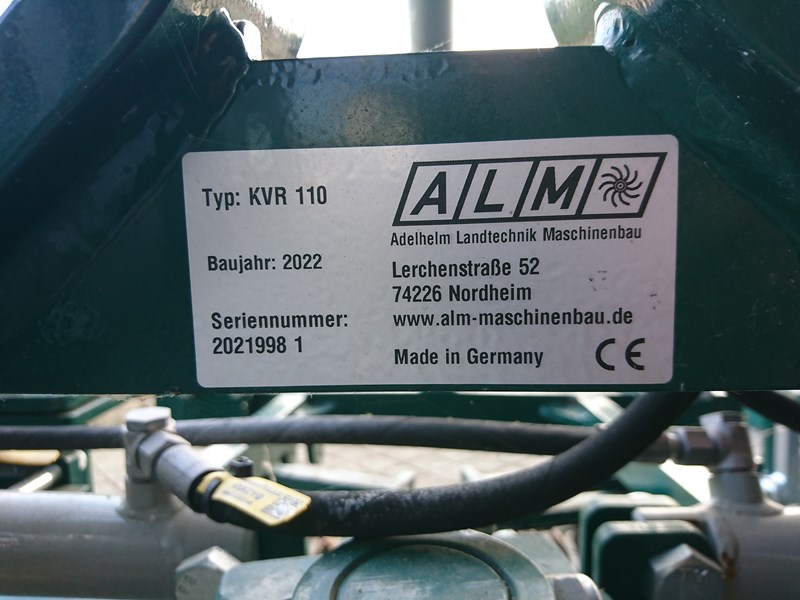 Typ: KVR 110
Baujahr: 2022
Seriennummer:
2021998 1
ALM
Adelhelm Landtechnik Maschinenbau
Lerchenstraße 52
74226 Nordheim
www.alm-maschinenbau.de
Made in Germany
CE